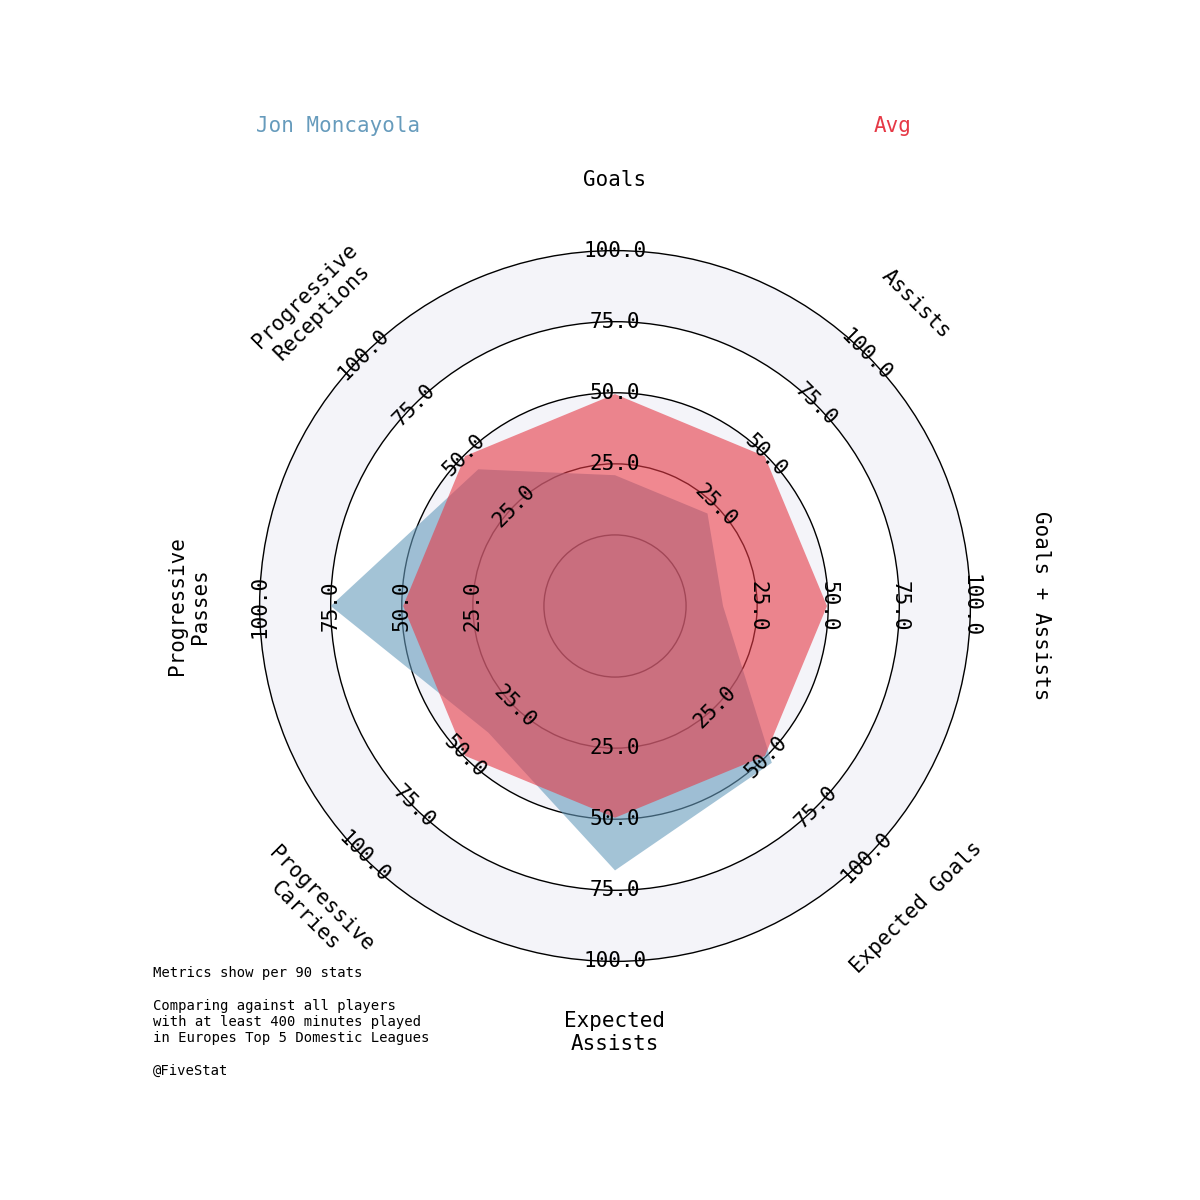 Jon Moncayola
Avg
Goals
Progressive
Receptions
Assists
100.0
100.0
100.0
75.0
75.0
75.0
50.0
50.0
50.0
25.0
25.0
25.0
Progressive
Passes
100.0
75.0
50.0
25.0
25.0
50.0
75.0
100.0
Goals + Assists
25.0
25.0
25.0
50.0
50.0
50.0
75.0
75.0
75.0
100.0
100.0
100.0
Progressive
Carries
Expected Goals
Expected
Assists
Metrics show per 90 stats
Comparing against all players
with at least 400 minutes played
in Europes Top 5 Domestic Leagues
@FiveStat